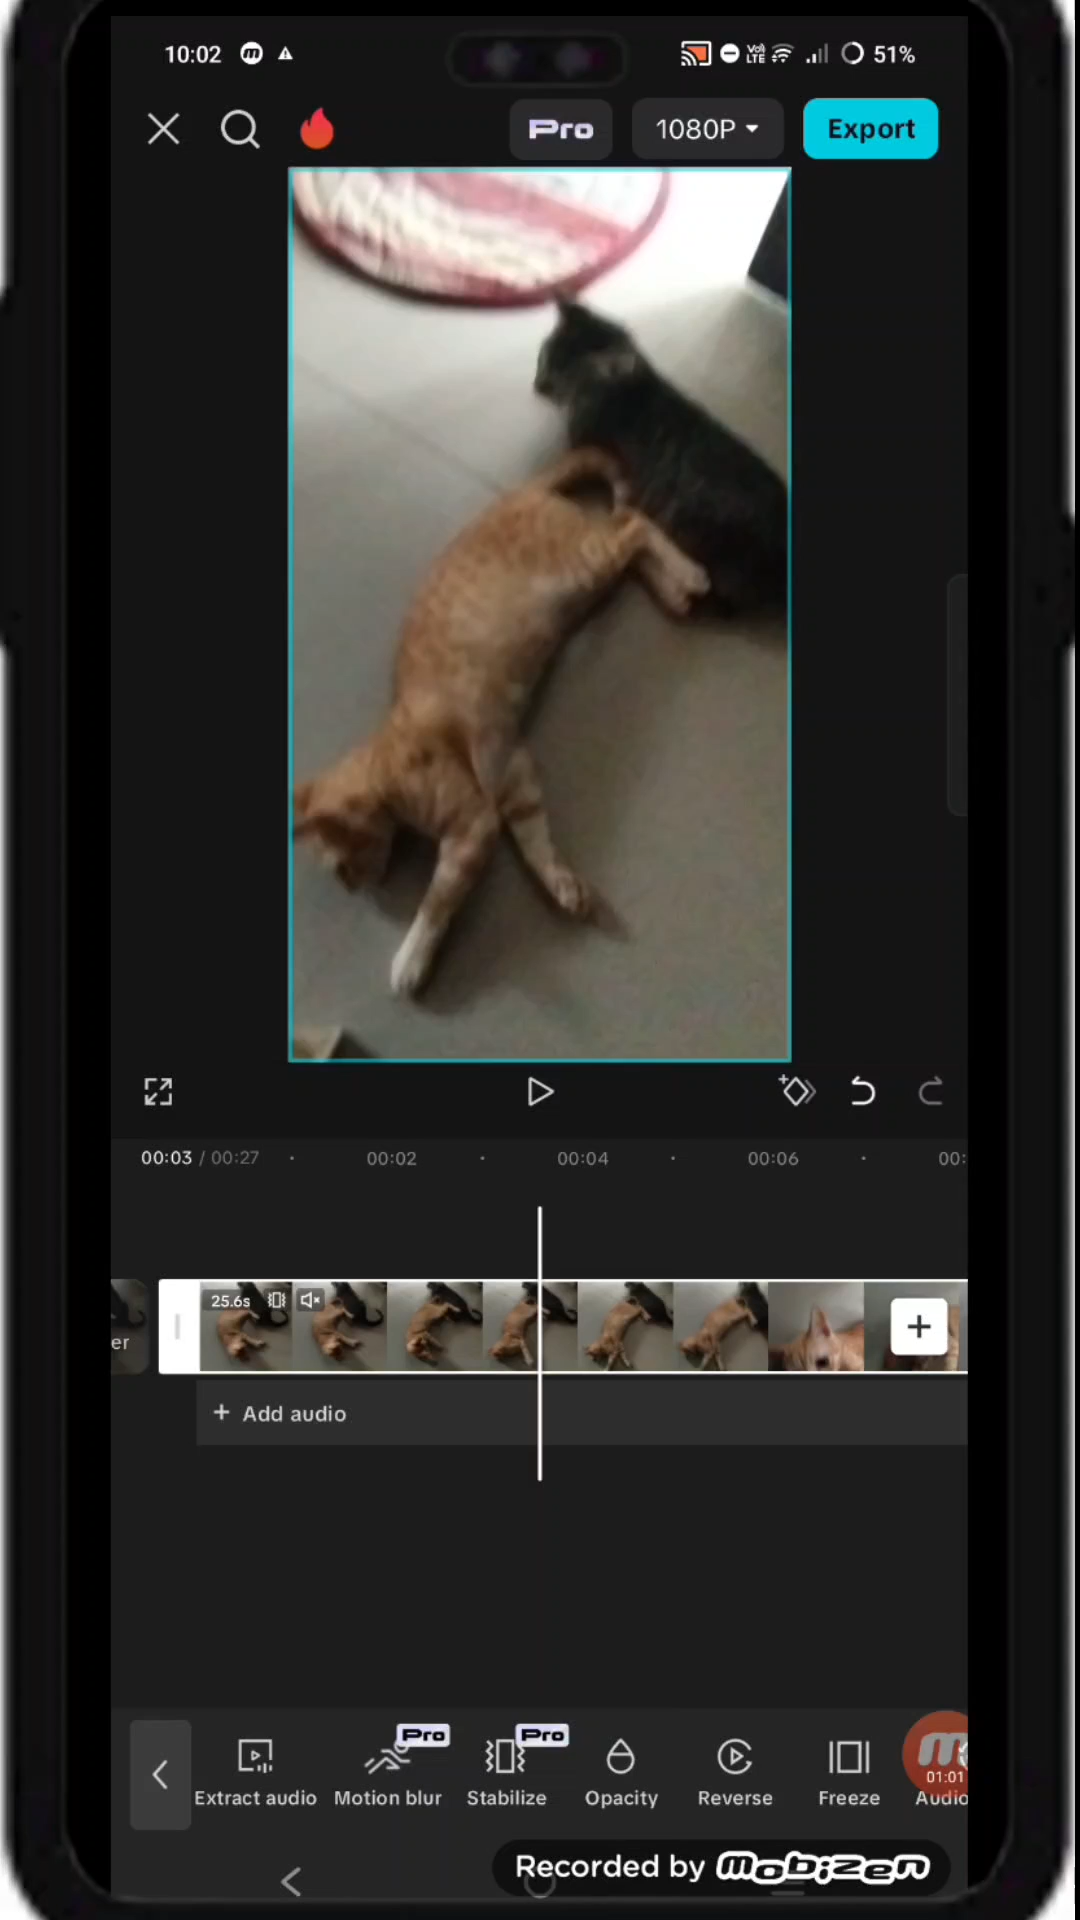 10:02 Vo) LTE 51%
Pro 1080P Export
00:03 / 00:27 00:02 00:04 00:06 00:
25.6s
er
+ Add audio
Pro Pro
Extract audio Motion blur Stabilize Opacity Reverse Freeze Audio
01:01
Recorded by mobizen